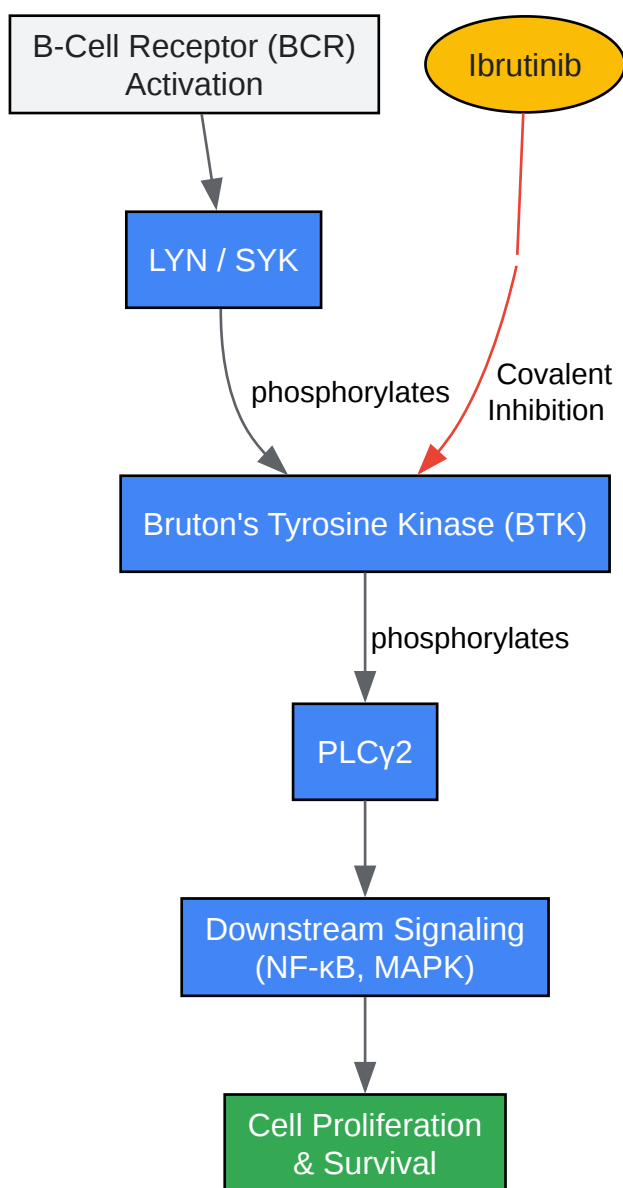 B-Cell Receptor (BCR)
Activation
Ibrutinib
LYN / SYK
phosphorylates
Covalent
Inhibition
Bruton's Tyrosine Kinase (BTK)
phosphorylates
PLCγ2
Downstream Signaling
(NF-κB, MAPK)
Cell Proliferation
& Survival